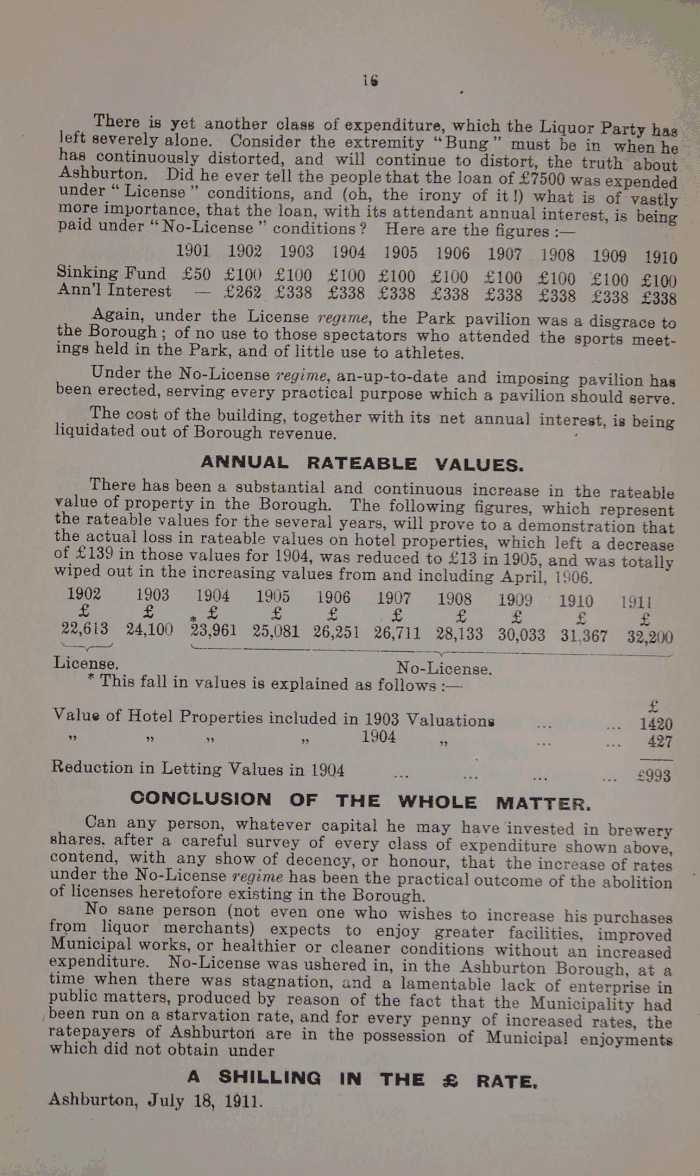 16
There is yet another class of expenditure, which the Liquor Party has
left severely alone. Consider the extremity "Bung" must be in when he
has continuously distorted, and will continue to distort, the truth about
Ashburton. Did he ever tell the people that the loan of £7500 was expended
under "License" conditions, and (oh, the irony of it!) what is of vastly
more importance, that the loan, with its attendant annual interest, is being
paid under "No-License" conditions? Here are the figures :—
1901 1902 1903 1904 1905 1906 1907 1908 1909 1910
Sinking Fund £50 £100 £100 £100 £100 £100 £100 £100 £100 £100
Ann'l Interest — £262 £338 £338 £338 £338 £338 £338 £338 £338
Again, under the License regime, the Park pavilion was a disgrace to
the Borough; of no use to those spectators who attended the sports meet-
ings held in the Park, and of little use to athletes.
Under the No-License regime, an-up-to-date and imposing pavilion has
been erected, serving every practical purpose which a pavilion should serve.
The cost of the building, together with its net annual interest, is being
liquidated out of Borough revenue.
ANNUAL RATEABLE VALUES.
There has been a substantial and continuous increase in the rateable
value of property in the Borough. The following figures, which represent
the rateable values for the several years, will prove to a demonstration that
the actual loss in rateable values on hotel properties, which left a decrease
of £139 in those values for 1904, was reduced to £13 in 1905, and was totally
wiped out in the increasing values from and including April, 1906.
1902 1903 1904 1905 1906 1907 1908 1909 1910 1911
£ £ * £ £ £ £ £ £ £ £
22,613 24,100 23,961 25,081 26,251 26,711 28,133 30,033 31,367 32,200
License. No-License.
* This fall in values is explained as follows :—
£
Value of Hotel Properties included in 1903 Valuations ... ... 1420
„ „ „ „ 1904 „ ... ... 427
Reduction in Letting Values in 1904 ... ... ... ... £993
CONCLUSION OF THE WHOLE MATTER.
Can any person, whatever capital he may have invested in brewery
shares. after a careful survey of every class of expenditure shown above,
contend, with any show of decency, or honour, that the increase of rates
under the No-License regime has been the practical outcome of the abolition
of licenses heretofore existing in the Borough.
No sane person (not even one who wishes to increase his purchases
from liquor merchants) expects to enjoy greater facilities, improved
Municipal works, or healthier or cleaner conditions without an increased
expenditure. No-License was ushered in, in the Ashburton Borough, at a
time when there was stagnation, and a lamentable lack of enterprise in
public matters, produced by reason of the fact that the Municipality had
been run on a starvation rate, and for every penny of increased rates, the
ratepayers of Ashburton are in the possession of Municipal enjoyments
which did not obtain under
A SHILLING IN THE £ RATE.
Ashburton, July 18, 1911.